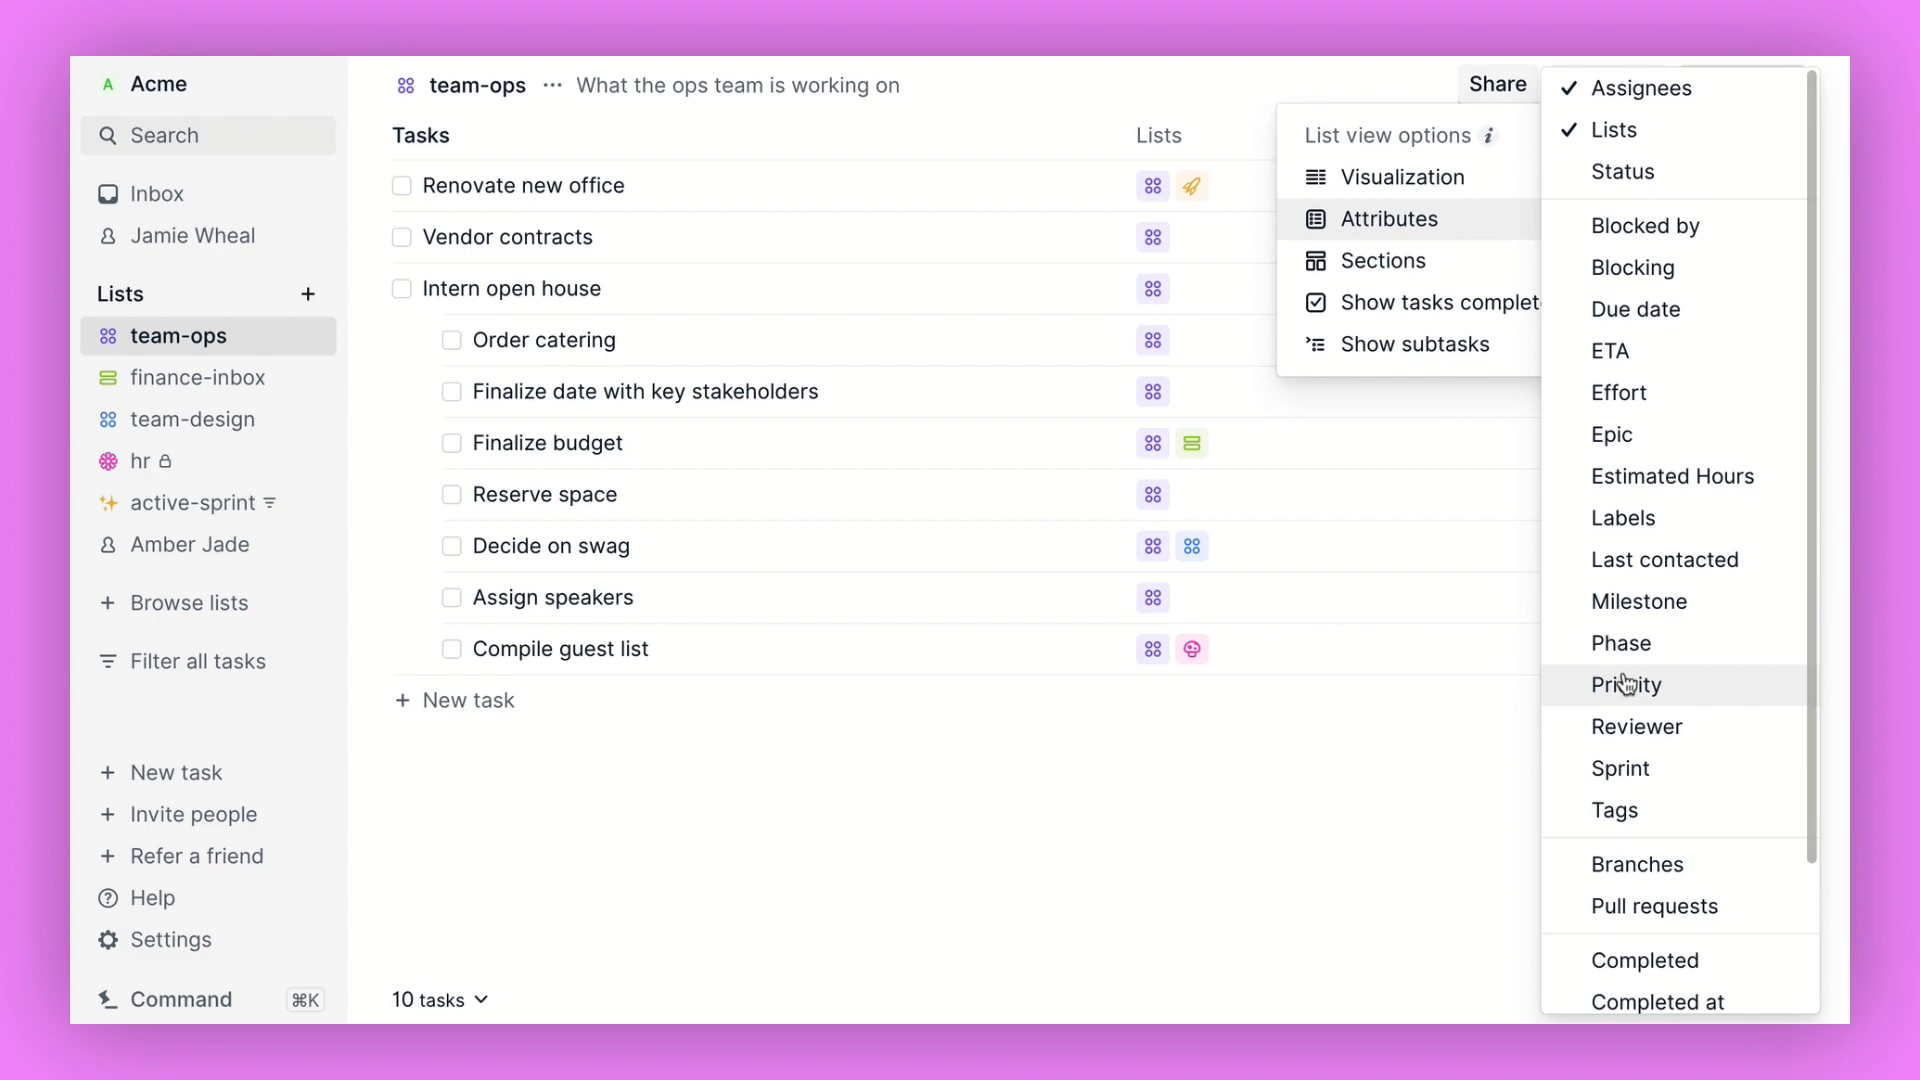 A Acme
Search
Inbox
Jamie Wheal
Lists +
team-ops
finance-inbox
team-design
hr
active-sprint
Amber Jade
+ Browse lists
Filter all tasks
+ New task
+ Invite people
+ Refer a friend
? Help
Settings
Command ⌘K
team-ops ··· What the ops team is working on
Share
Tasks Lists
Renovate new office
Vendor contracts
Intern open house
Order catering
Finalize date with key stakeholders
Finalize budget
Reserve space
Decide on swag
Assign speakers
Compile guest list
+ New task
10 tasks
List view options i
Visualization
Attributes
Sections
Show tasks complet
Show subtasks
Assignees
Lists
Status
Blocked by
Blocking
Due date
ETA
Effort
Epic
Estimated Hours
Labels
Last contacted
Milestone
Phase
Priority
Reviewer
Sprint
Tags
Branches
Pull requests
Completed
Completed at